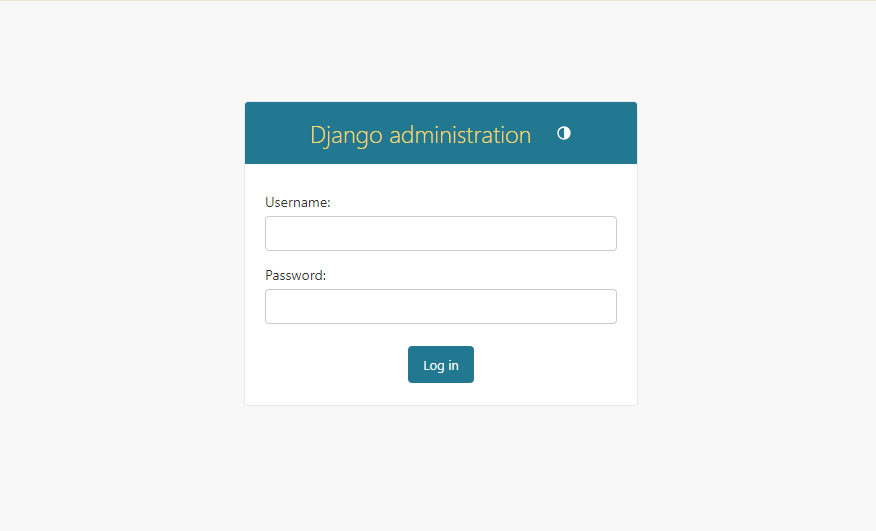 Django administration
Username:
Password:
Log in